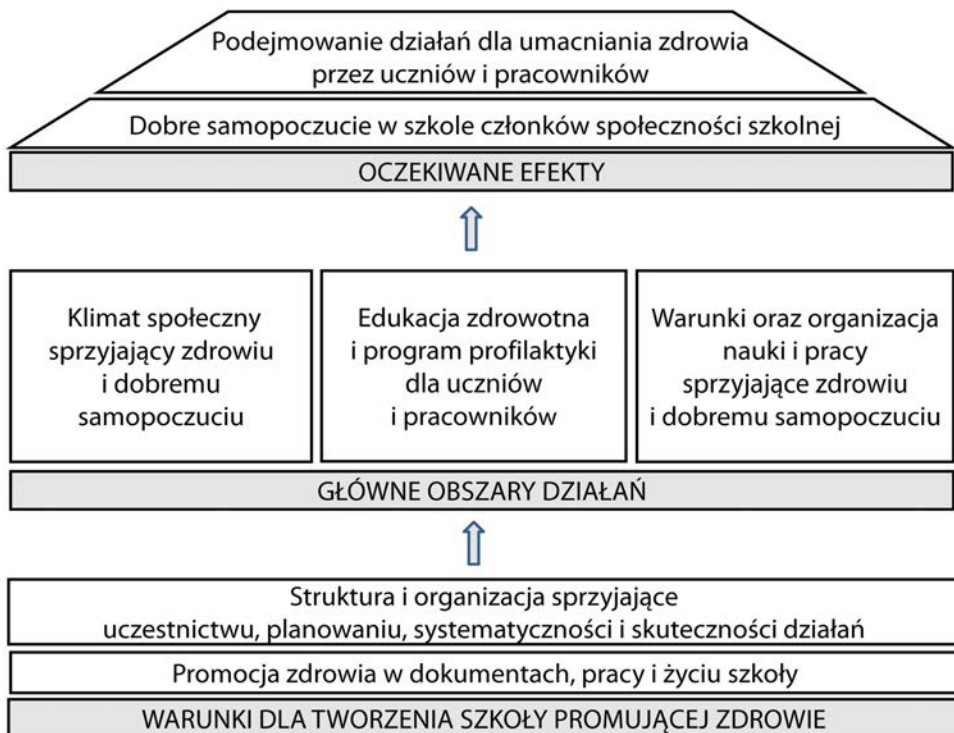 Podejmowanie działań dla umacniania zdrowia
przez uczniów i pracowników
Dobre samopoczucie w szkole członków społeczności szkolnej
OCZEKIWANE EFEKTY
Klimat społeczny
sprzyjający zdrowiu
i dobremu
samopoczuciu
Edukacja zdrowotna
i program profilaktyki
dla uczniów
i pracowników
Warunki oraz organizacja
nauki i pracy
sprzyjające zdrowiu
i dobremu samopoczuciu
GŁÓWNE OBSZARY DZIAŁAŃ
Struktura i organizacja sprzyjające
uczestnictwu, planowaniu, systematyczności i skuteczności działań
Promocja zdrowia w dokumentach, pracy i życiu szkoły
WARUNKI DLA TWORZENIA SZKOŁY PROMUJĄCEJ ZDROWIE